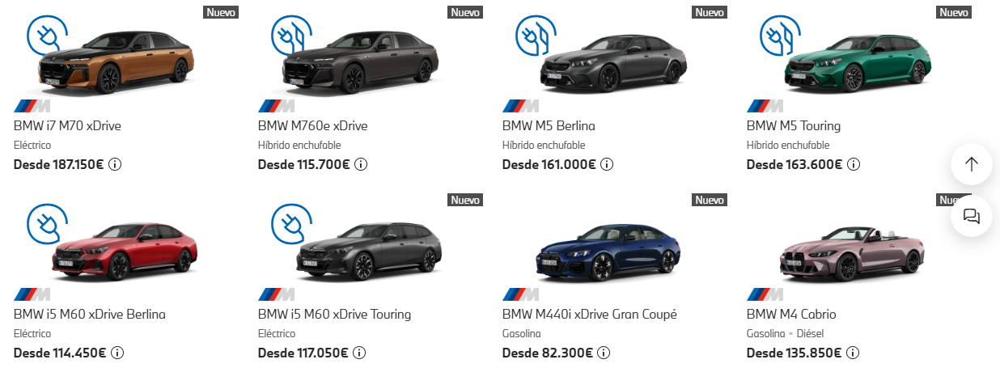 Nuevo
Nuevo
Nuevo
Nuevo
BMW i7 M70 xDrive
Eléctrico
Desde 187.150€
BMW M760e xDrive
Híbrido enchufable
Desde 115.700€
BMW M5 Berlina
Híbrido enchufable
Desde 161.000€
BMW M5 Touring
Híbrido enchufable
Desde 163.600€
Nuevo
Nuevo
BMW i5 M60 xDrive Berlina
Eléctrico
Desde 114.450€
BMW i5 M60 xDrive Touring
Eléctrico
Desde 117.050€
BMW M440i xDrive Gran Coupé
Gasolina
Desde 82.300€
BMW M4 Cabrio
Gasolina • Diésel
Desde 135.850€